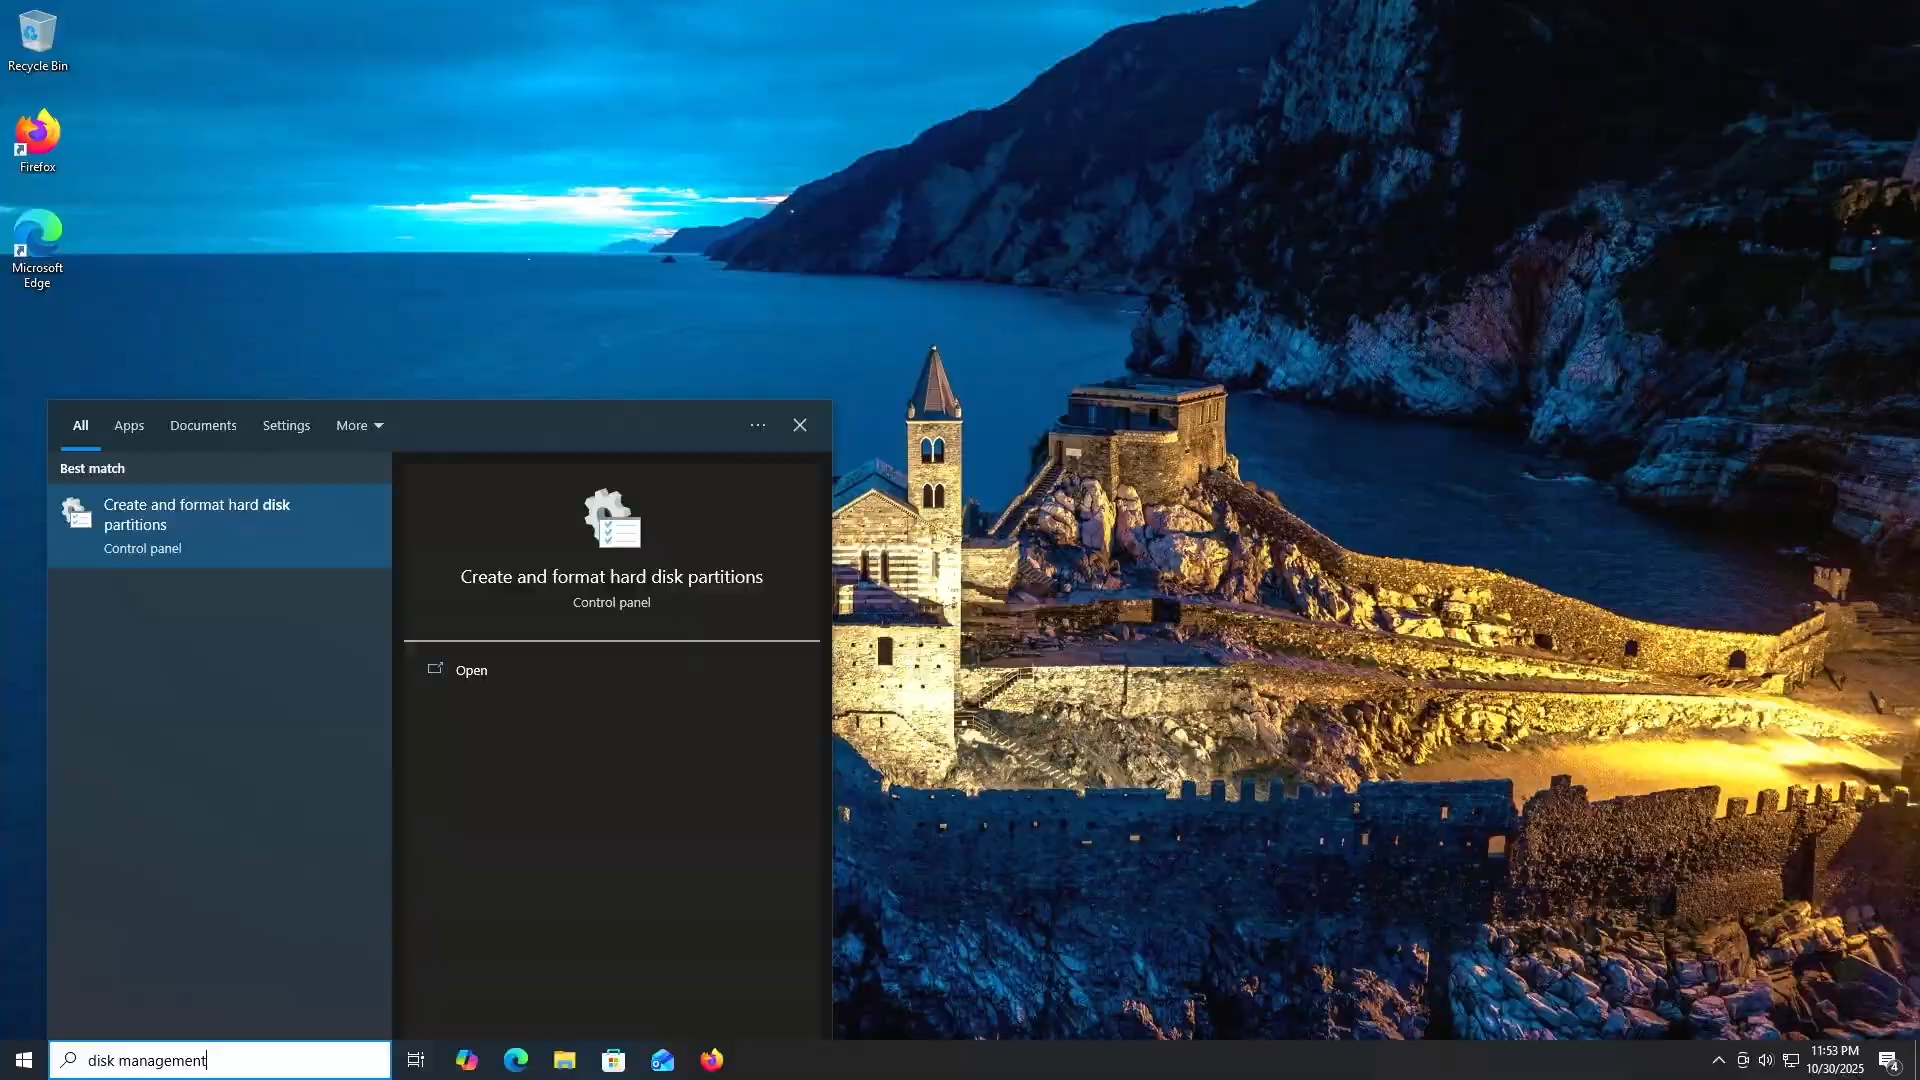 Recycle Bin
Firefox
Microsoft
Edge
All Apps Documents Settings More
Best match
Create and format hard disk
partitions
Control panel
Create and format hard disk partitions
Control panel
Open
disk management
11:53 PM
10/30/2025
4